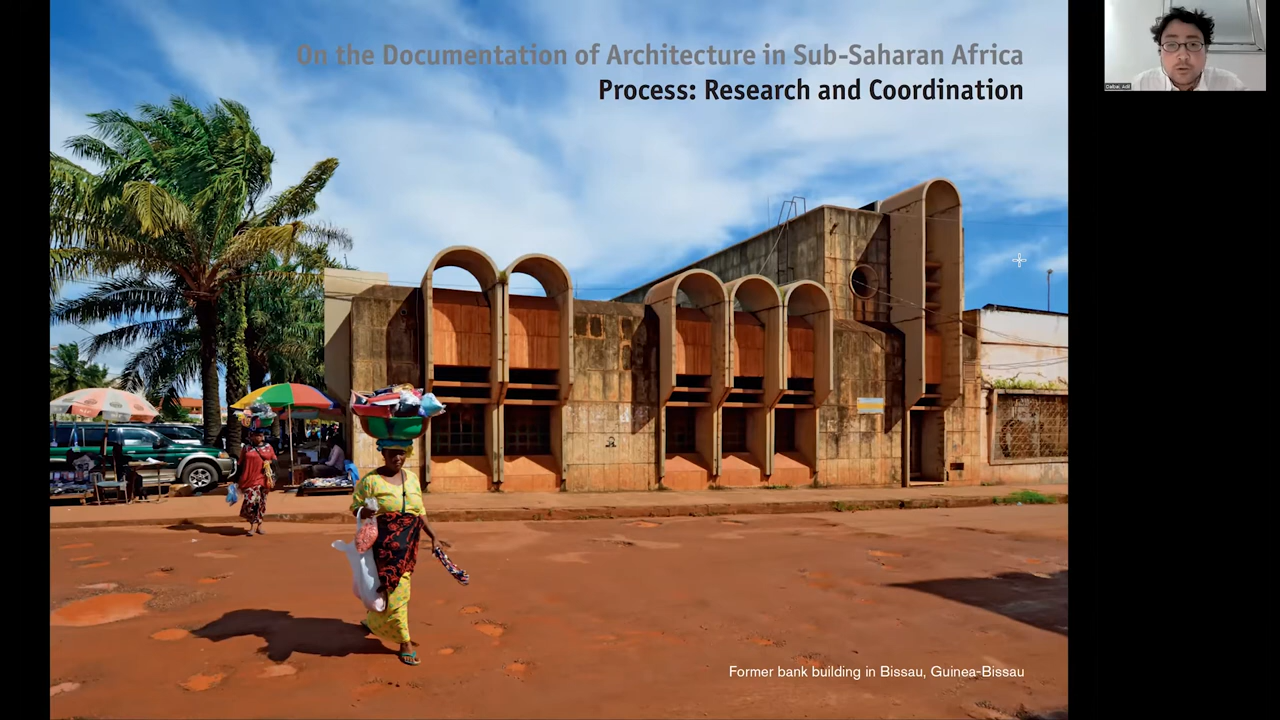 On the Documentation of Architecture in Sub-Saharan Africa
Process: Research and Coordination
Former bank building in Bissau, Guinea-Bissau